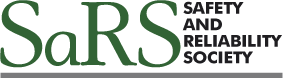 SaRS
SAFETY
AND
RELIABILITY
SOCIETY